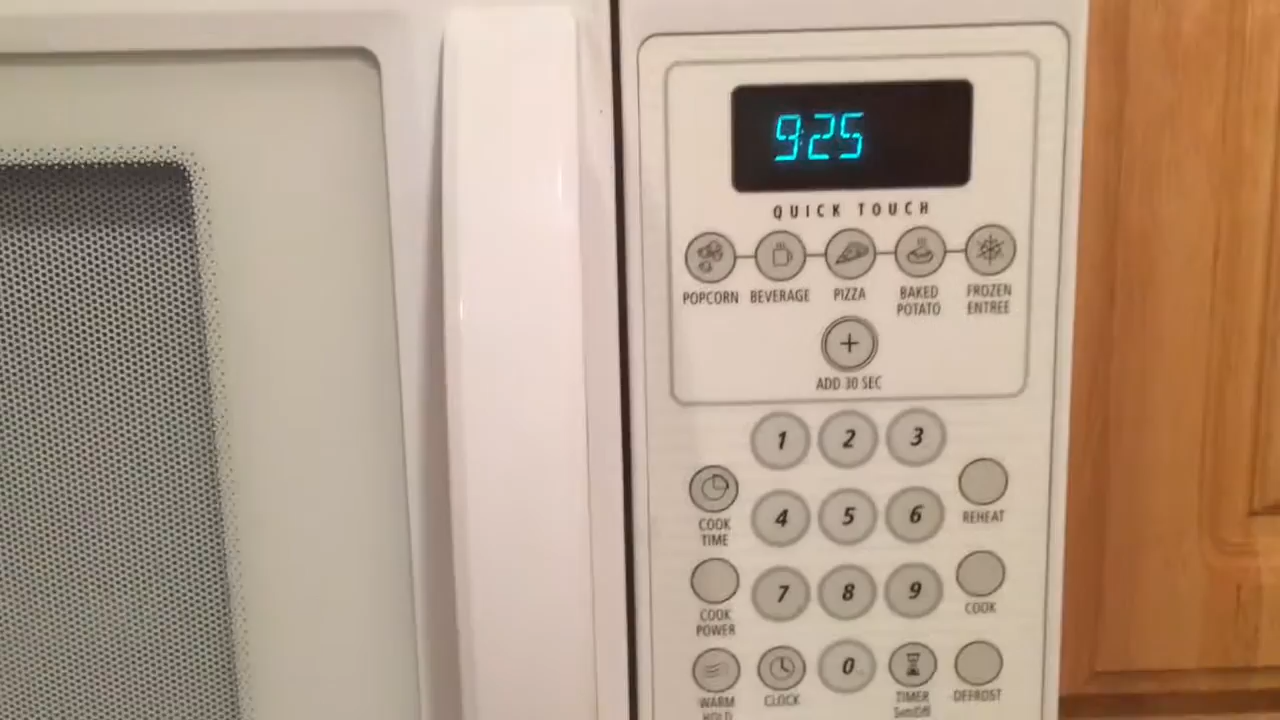 9:25
QUICK TOUCH
POPCORN BEVERAGE PIZZA BAKED POTATO FROZEN ENTREE
+
ADD 30 SEC
1 2 3
COOK TIME
4 5 6
REHEAT
COOK POWER
7 8 9
COOK
WARM HOLD
CLOCK
0
TIMER
DEFROST